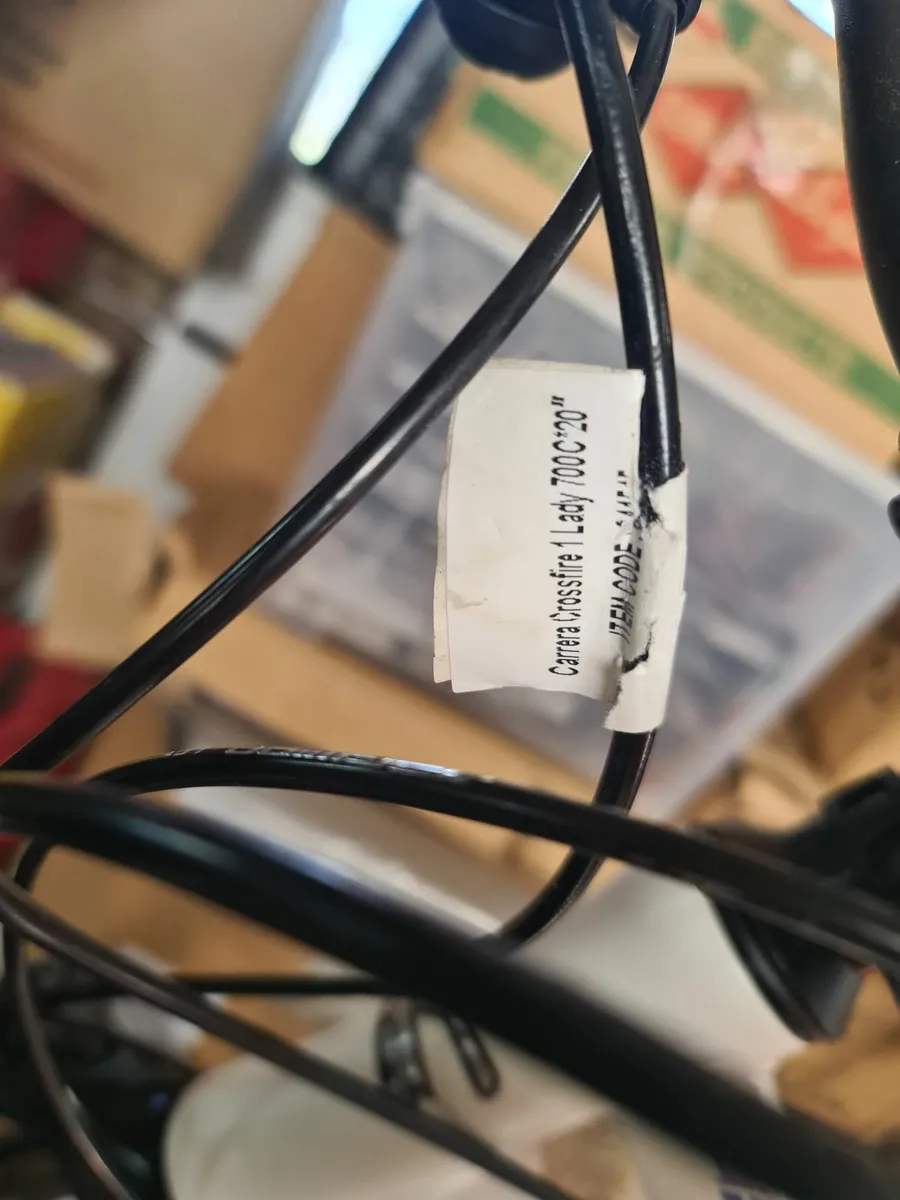 Carrera Crossfire 1 Lady 700C*20"
ITEM CODE :